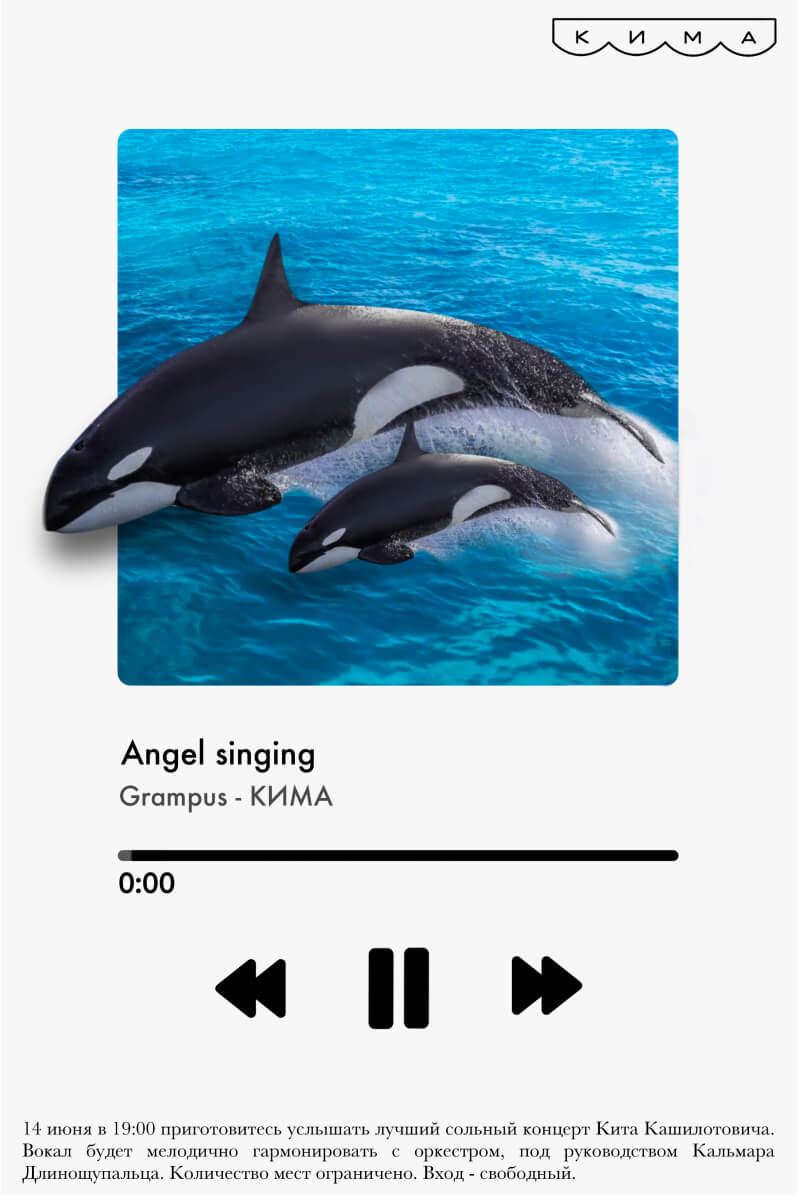 КИМА
Angel singing
Grampus - КИМА
0:00
14 июня в 19:00 приготовитесь услышать лучший сольный концерт Кита Кашилотовича.
Вокал будет мелодично гармонировать с оркестром, под руководством Кальмара
Длинощупальца. Количество мест ограничено. Вход - свободный.